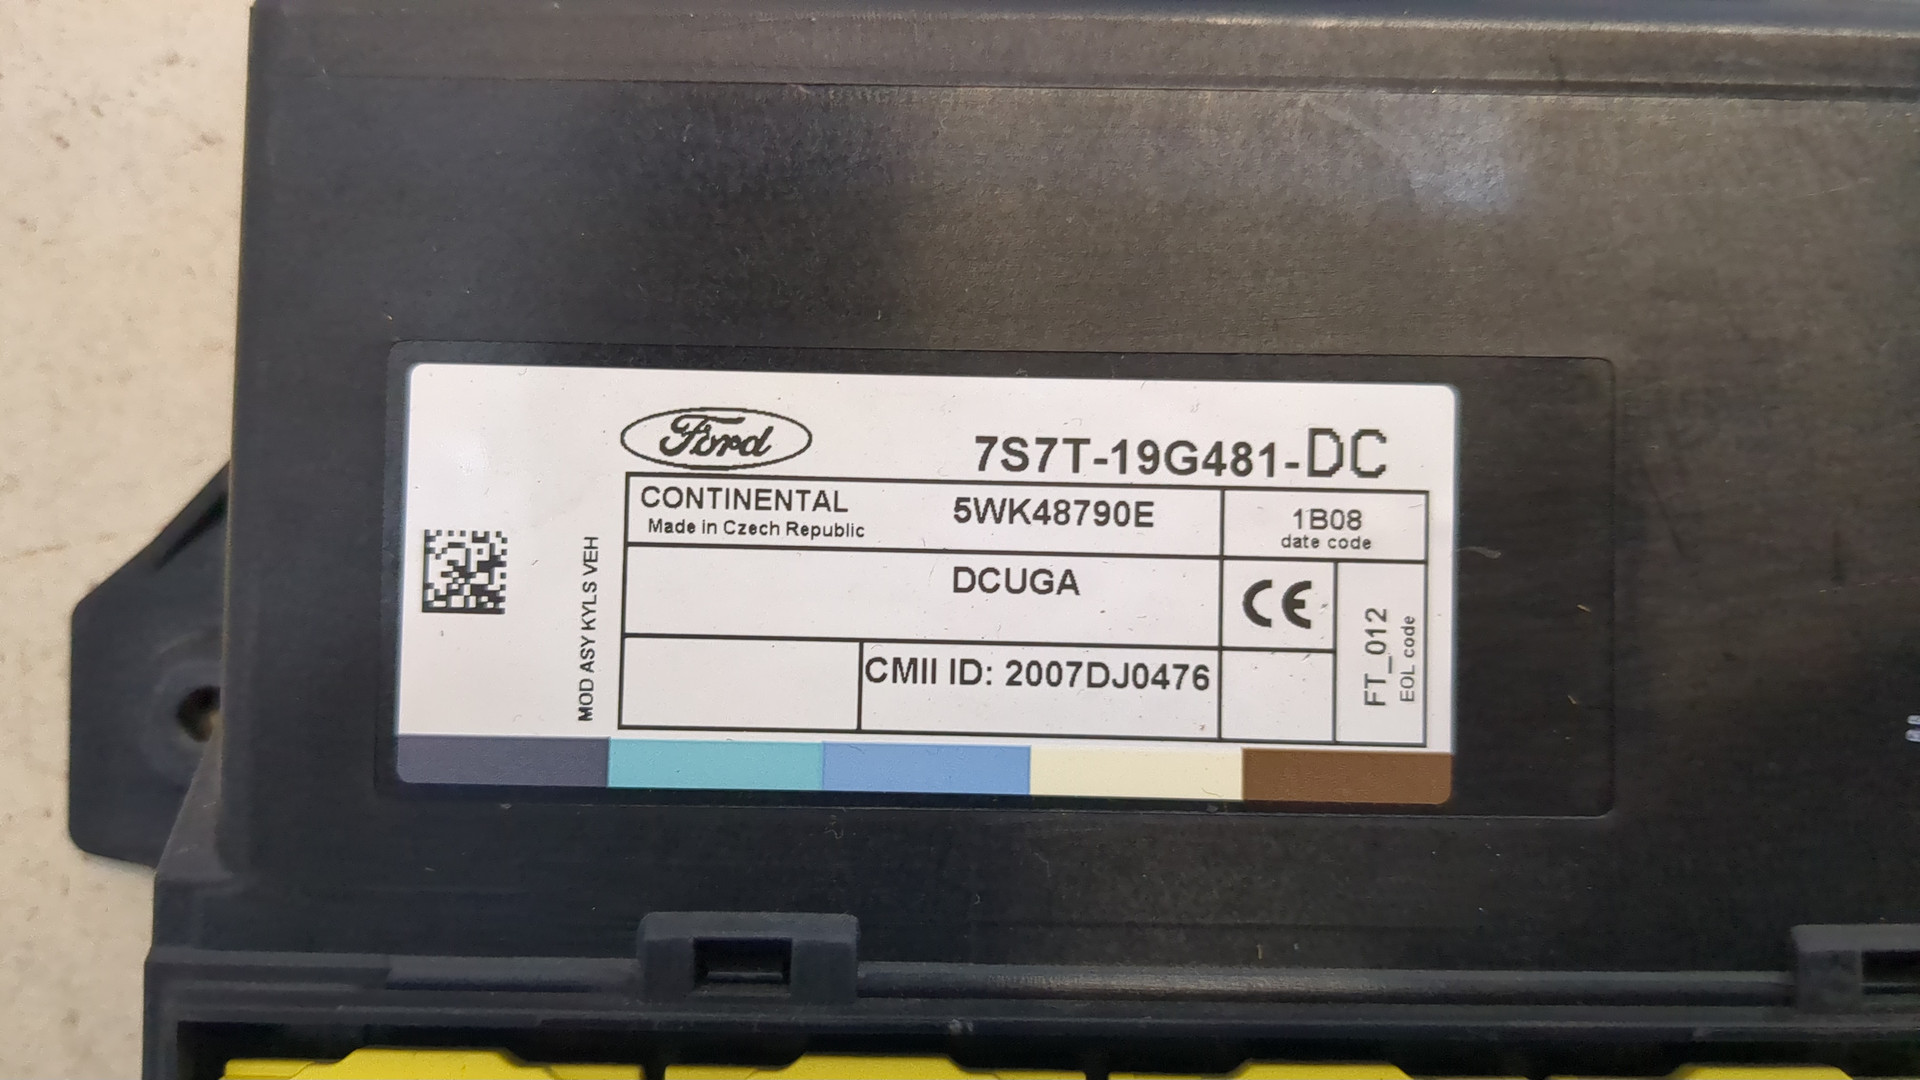 Ford
7S7T-19G481-DC
CONTINENTAL
Made in Czech Republic
5WK48790E
1B08
date code
DCUGA
CE
CMII ID: 2007DJ0476
FT_012
EOL code
MOD ASY KYLS VEH